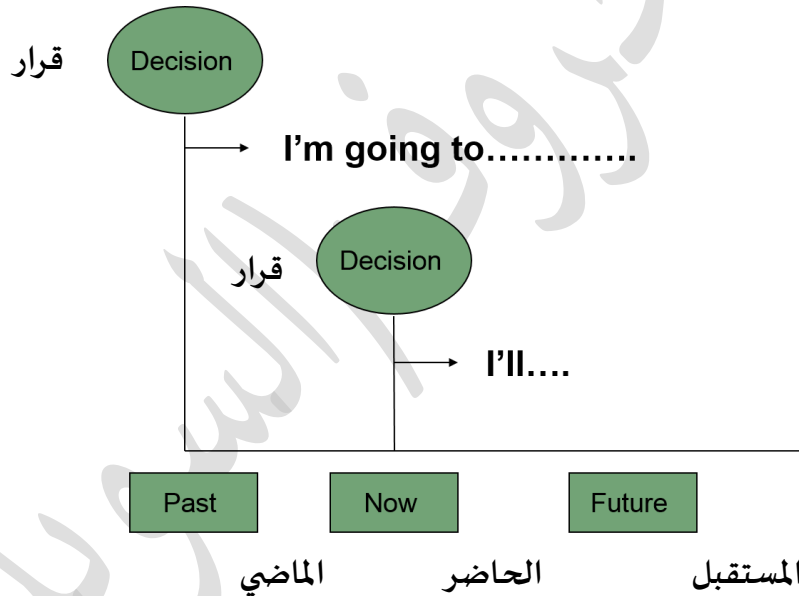 قرار
Decision
I’m going to………….
قرار
Decision
I’ll….
Past
Now
Future
الماضي
الحاضر
المستقبل